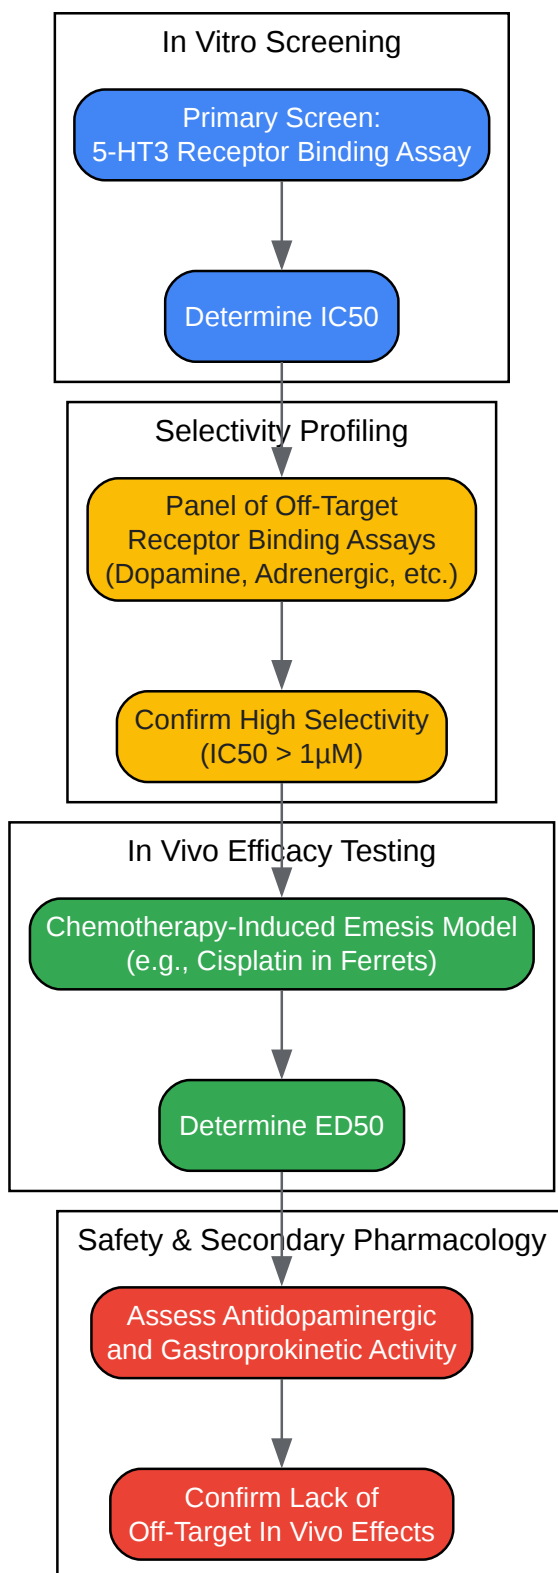 In Vitro Screening
Primary Screen:
5-HT3 Receptor Binding Assay
Determine IC50
Selectivity Profiling
Panel of Off-Target
Receptor Binding Assays
(Dopamine, Adrenergic, etc.)
Confirm High Selectivity
(IC50 > 1µM)
In Vivo Efficacy Testing
Chemotherapy-Induced Emesis Model
(e.g., Cisplatin in Ferrets)
Determine ED50
Safety & Secondary Pharmacology
Assess Antidopaminergic
and Gastroprokinetic Activity
Confirm Lack of
Off-Target In Vivo Effects